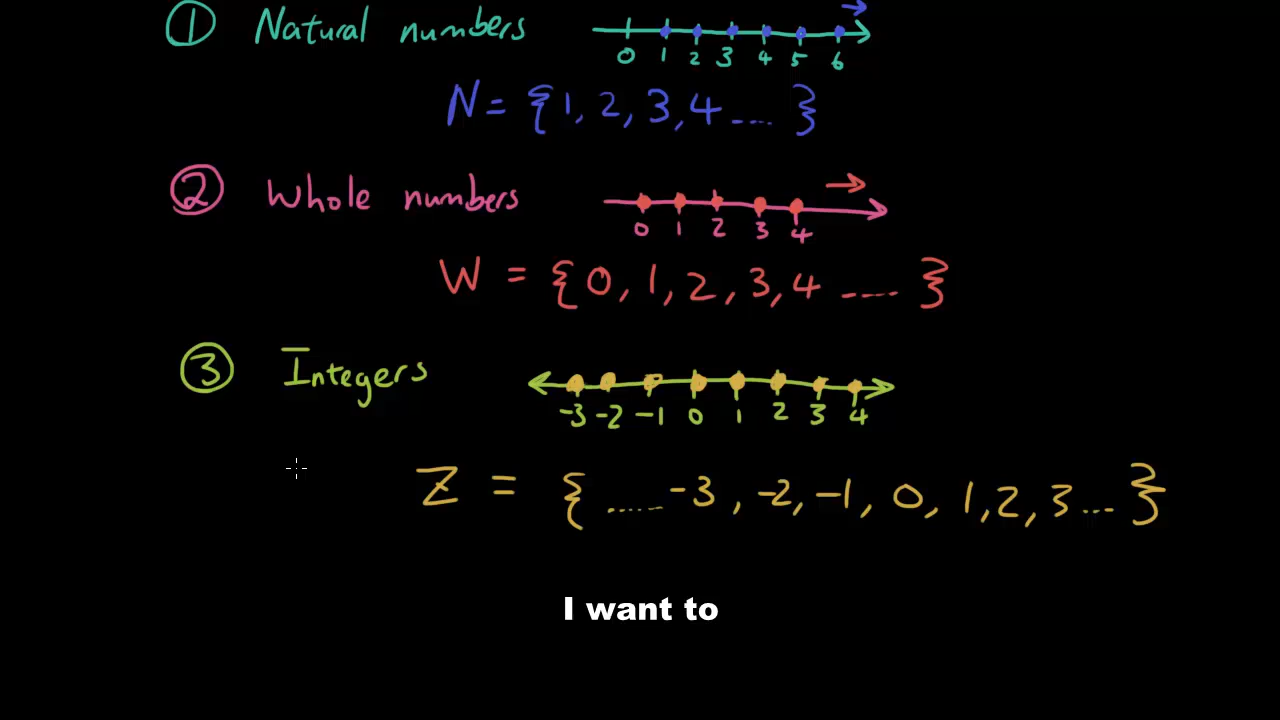 ① Natural numbers
0 1 2 3 4 5 6
N = {1, 2, 3, 4 .... }
② Whole numbers
0 1 2 3 4
W = {0, 1, 2, 3, 4 ...... }
③ Integers
-3 -2 -1 0 1 2 3 4
Z = { ...... -3, -2, -1, 0, 1, 2, 3 .... }
I want to